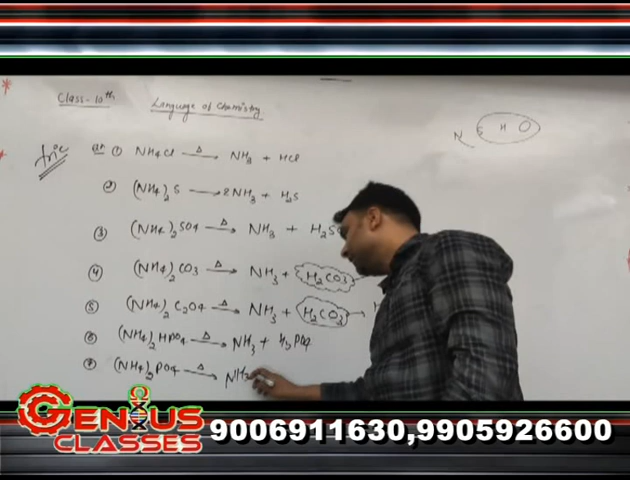 Class-10th Language of Chemistry
N S H O
Tric
Qn ① NH4Cl Δ→ NH3 + HCl
② (NH4)2S → 2NH3 + H2S
③ (NH4)2SO4 Δ→ NH3 + H2S
④ (NH4)2CO3 Δ→ NH3 + H2CO3
⑤ (NH4)2C2O4 Δ→ NH3 + H2CO3 → H
⑥ (NH4)2HPO4 Δ→ NH3 + H3PO4
⑦ (NH4)3PO4 Δ→ NH3
GENIUS
CLASSES
9006911630,9905926600